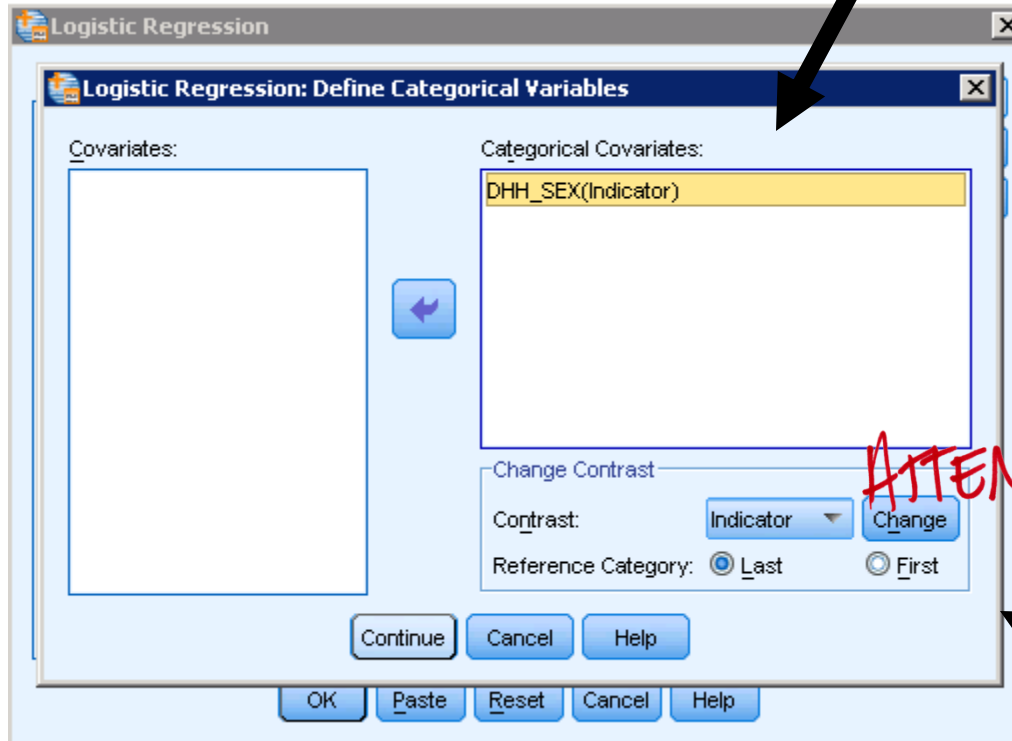 Logistic Regression
Logistic Regression: Define Categorical Variables
Covariates:
Categorical Covariates:
DHH_SEX(Indicator)
Change Contrast
ATTEN
Contrast: Indicator Change
Reference Category: Last First
Continue Cancel Help
OK Paste Reset Cancel Help